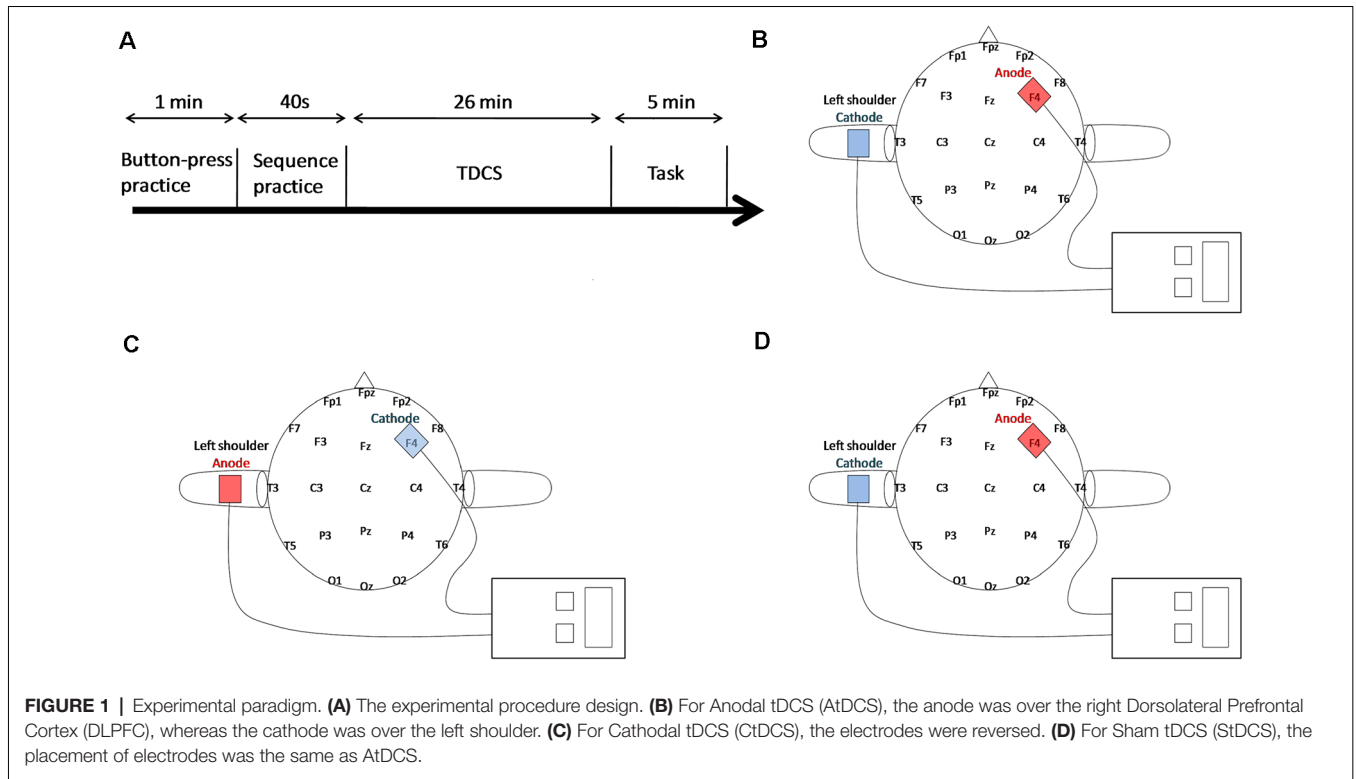 A
1 min 40s 26 min 5 min
Button-press practice
Sequence practice
TDCS
Task
B
Fpz
Fp1 Fp2
Anode
F7 F8
F3 Fz F4
Left shoulder
Cathode
T3 C3 Cz C4 T4
P3 Pz P4
T5 T6
O1 Oz O2
C
Fpz
Fp1 Fp2
Cathode
F7 F8
F3 Fz F4
Left shoulder
Anode
T3 C3 Cz C4 T4
P3 Pz P4
T5 T6
O1 Oz O2
D
Fpz
Fp1 Fp2
Anode
F7 F8
F3 Fz F4
Left shoulder
Cathode
T3 C3 Cz C4 T4
P3 Pz P4
T5 T6
O1 Oz O2
FIGURE 1 | Experimental paradigm. (A) The experimental procedure design. (B) For Anodal tDCS (AtDCS), the anode was over the right Dorsolateral Prefrontal
Cortex (DLPFC), whereas the cathode was over the left shoulder. (C) For Cathodal tDCS (CtDCS), the electrodes were reversed. (D) For Sham tDCS (StDCS), the
placement of electrodes was the same as AtDCS.